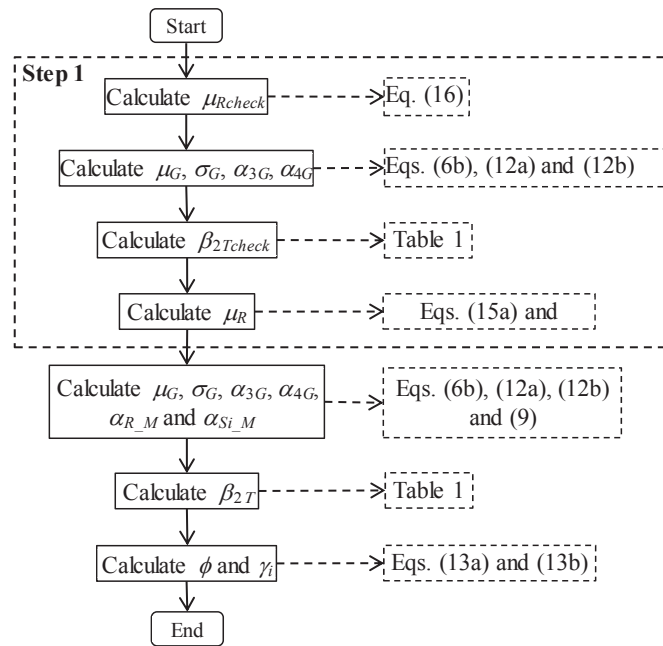 Start
Step 1
Calculate μRcheck
Eq. (16)
Calculate μG, σG, α3G, α4G
Eqs. (6b), (12a) and (12b)
Calculate β2Tcheck
Table 1
Calculate μR
Eqs. (15a) and
Calculate μG, σG, α3G, α4G,
αR_M and αSi_M
Eqs. (6b), (12a), (12b)
and (9)
Calculate β2T
Table 1
Calculate ϕ and γi
Eqs. (13a) and (13b)
End